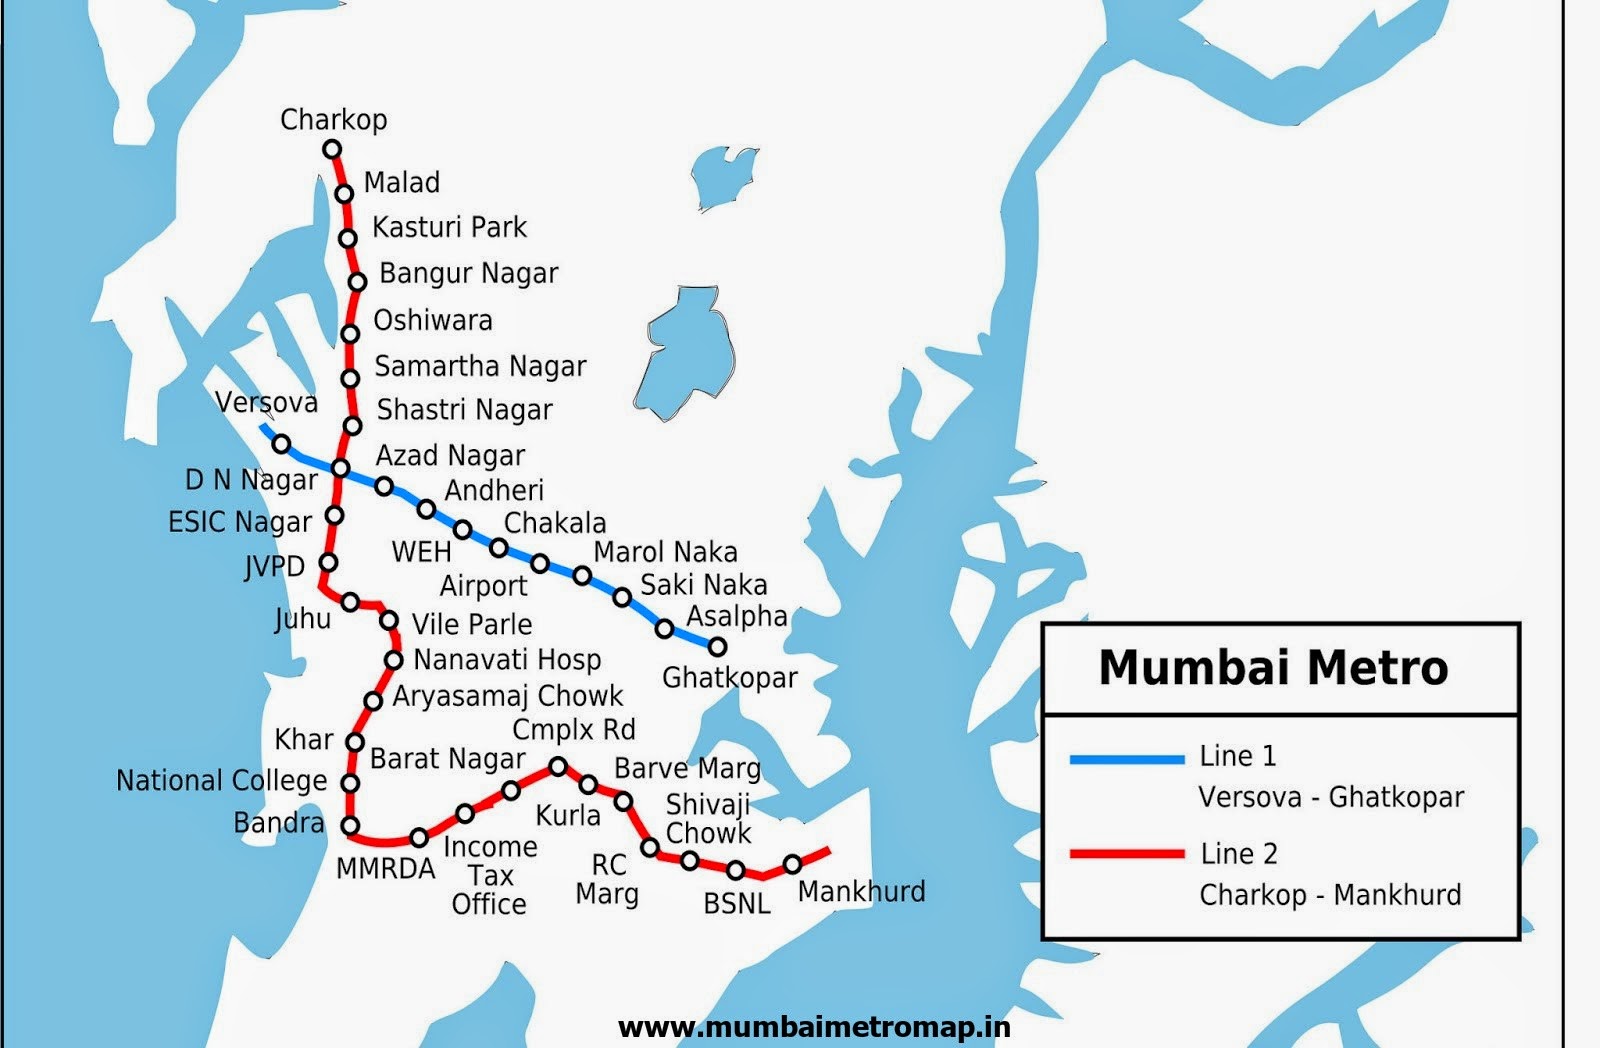 Charkop
Malad
Kasturi Park
Bangur Nagar
Oshiwara
Samartha Nagar
Versova
Shastri Nagar
Azad Nagar
D N Nagar
Andheri
ESIC Nagar
Chakala
WEH
Marol Naka
JVPD
Airport
Saki Naka
Juhu
Vile Parle
Asalpha
Nanavati Hosp
Ghatkopar
Aryasamaj Chowk
Cmplx Rd
Khar
Barat Nagar
National College
Barve Marg
Bandra
Kurla
Shivaji
Chowk
MMRDA
Income
Tax
Office
RC
Marg
BSNL
Mankhurd
Mumbai Metro
Line 1
Versova - Ghatkopar
Line 2
Charkop - Mankhurd
www.mumbaimetromap.in